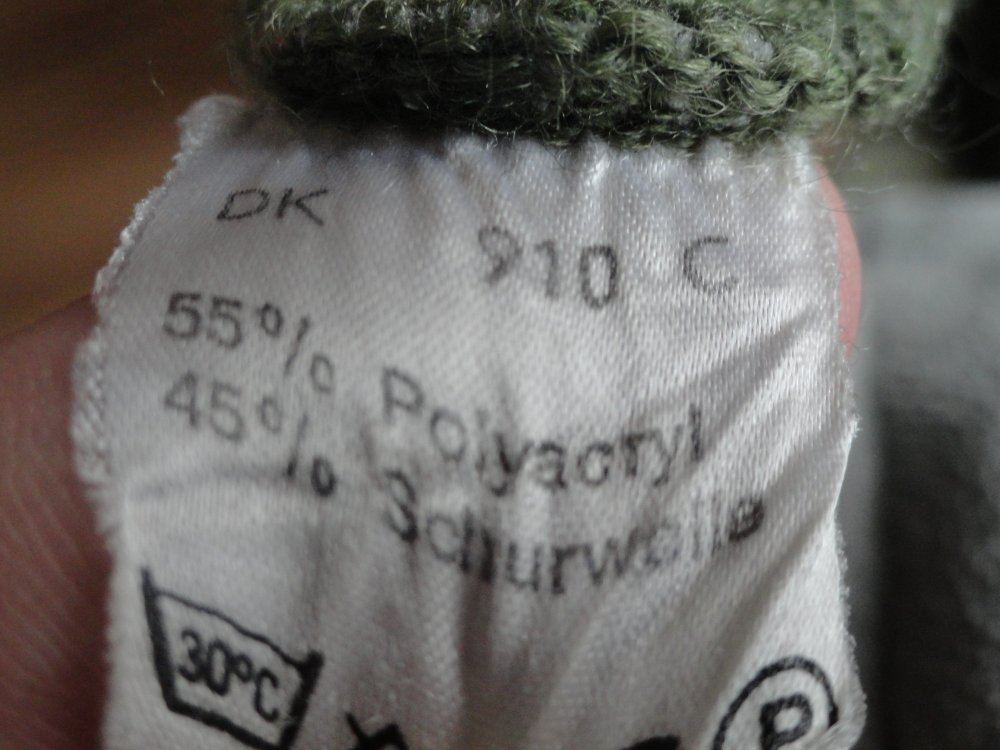 DK 910 C
55% Polyacryl
45% Schurwolle
30°C P